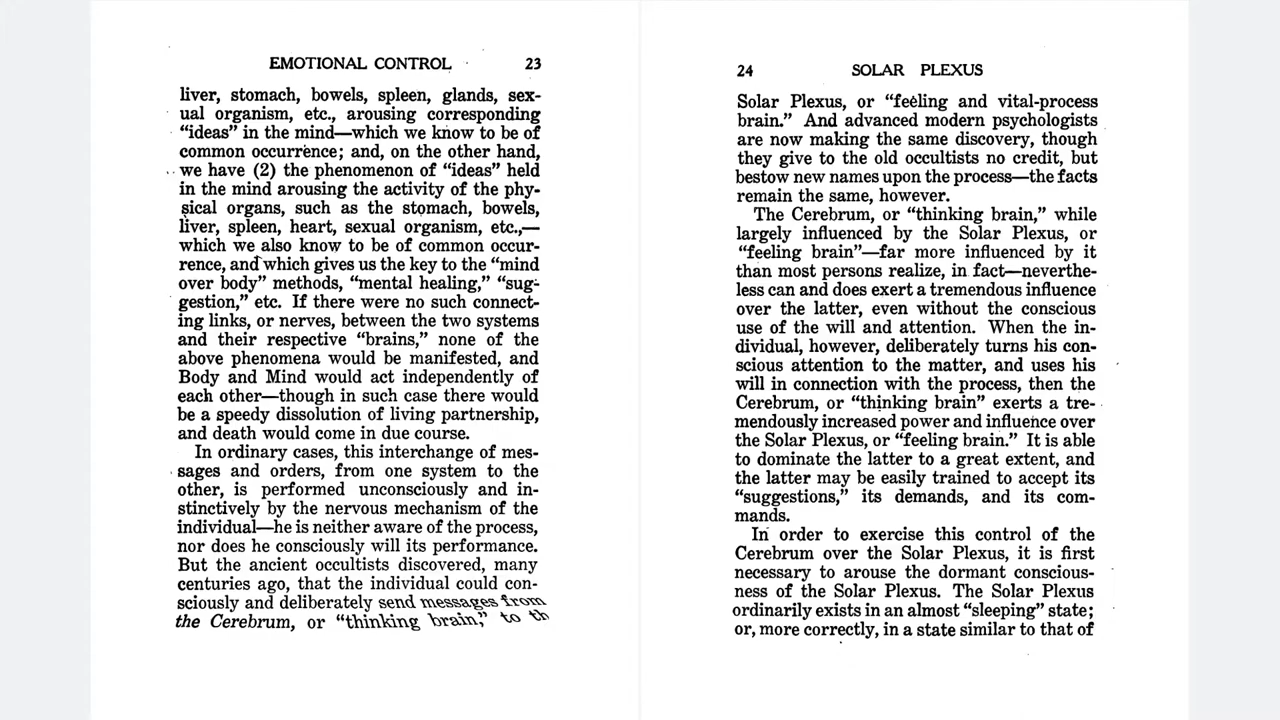 EMOTIONAL CONTROL 23
liver, stomach, bowels, spleen, glands, sex-
ual organism, etc., arousing corresponding
“ideas” in the mind—which we know to be of
common occurrence; and, on the other hand,
we have (2) the phenomenon of “ideas” held
in the mind arousing the activity of the phy-
sical organs, such as the stomach, bowels,
liver, spleen, heart, sexual organism, etc.,—
which we also know to be of common occur-
rence, and which gives us the key to the “mind
over body” methods, “mental healing,” “sug-
gestion,” etc. If there were no such connect-
ing links, or nerves, between the two systems
and their respective “brains,” none of the
above phenomena would be manifested, and
Body and Mind would act independently of
each other—though in such case there would
be a speedy dissolution of living partnership,
and death would come in due course.
In ordinary cases, this interchange of mes-
sages and orders, from one system to the
other, is performed unconsciously and in-
stinctively by the nervous mechanism of the
individual—he is neither aware of the process,
nor does he consciously will its performance.
But the ancient occultists discovered, many
centuries ago, that the individual could con-
sciously and deliberately send messages from
the Cerebrum, or “thinking brain,” to th
24 SOLAR PLEXUS
Solar Plexus, or “feeling and vital-process
brain.” And advanced modern psychologists
are now making the same discovery, though
they give to the old occultists no credit, but
bestow new names upon the process—the facts
remain the same, however.
The Cerebrum, or “thinking brain,” while
largely influenced by the Solar Plexus, or
“feeling brain”—far more influenced by it
than most persons realize, in fact—neverthe-
less can and does exert a tremendous influence
over the latter, even without the conscious
use of the will and attention. When the in-
dividual, however, deliberately turns his con-
scious attention to the matter, and uses his
will in connection with the process, then the
Cerebrum, or “thinking brain” exerts a tre-
mendously increased power and influence over
the Solar Plexus, or “feeling brain.” It is able
to dominate the latter to a great extent, and
the latter may be easily trained to accept its
“suggestions,” its demands, and its com-
mands.
In order to exercise this control of the
Cerebrum over the Solar Plexus, it is first
necessary to arouse the dormant conscious-
ness of the Solar Plexus. The Solar Plexus
ordinarily exists in an almost “sleeping” state;
or, more correctly, in a state similar to that of